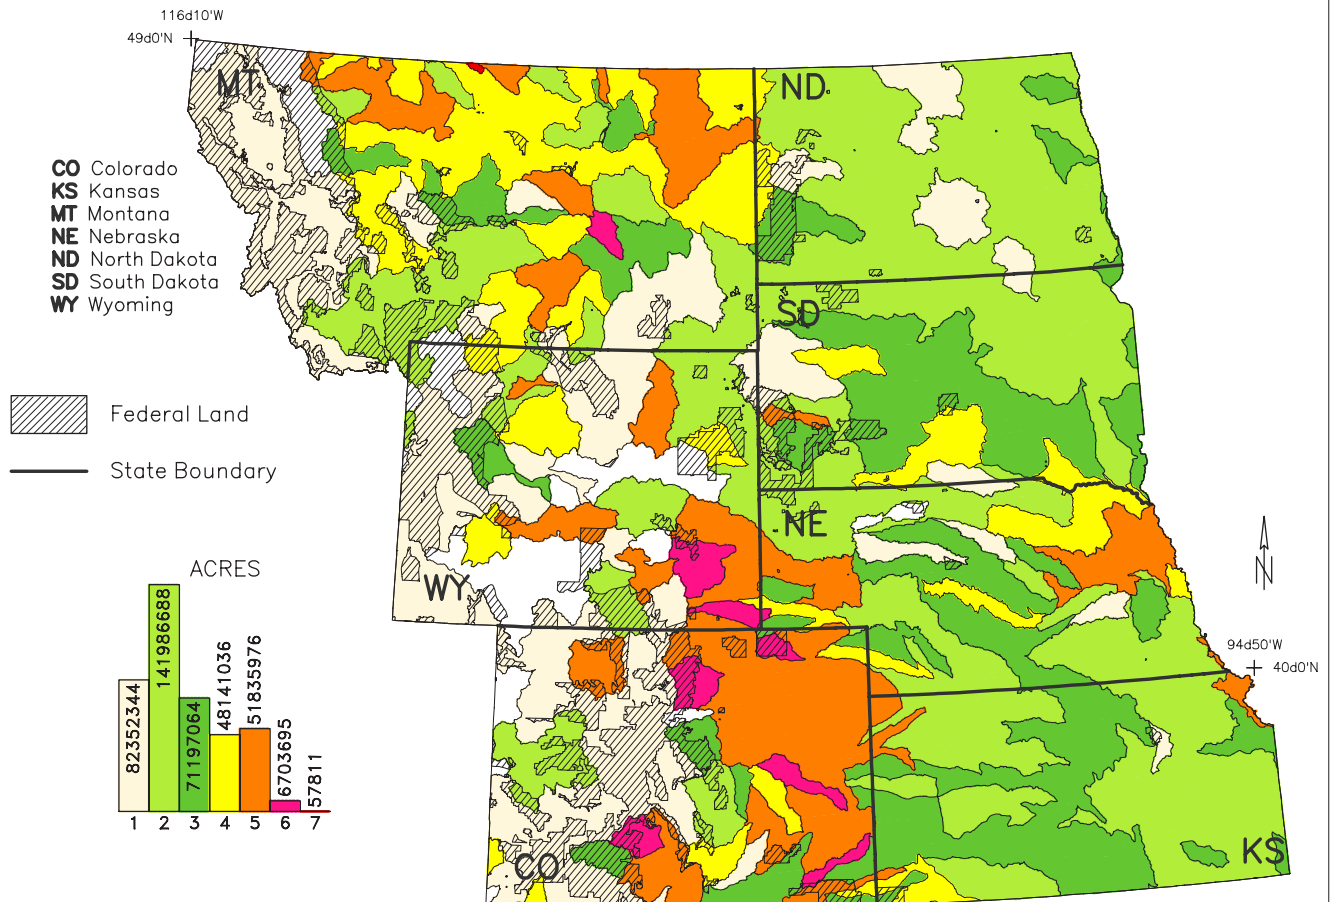 116d10'W
49d0'N
MT
ND
CO Colorado
KS Kansas
MT Montana
NE Nebraska
ND North Dakota
SD South Dakota
WY Wyoming
SD
Federal Land
State Boundary
NE
N
ACRES
WY
94d50'W
40d0'N
82352344
141986688
71197064
48141036
51835976
6703695
57811
1 2 3 4 5 6 7
CO
KS